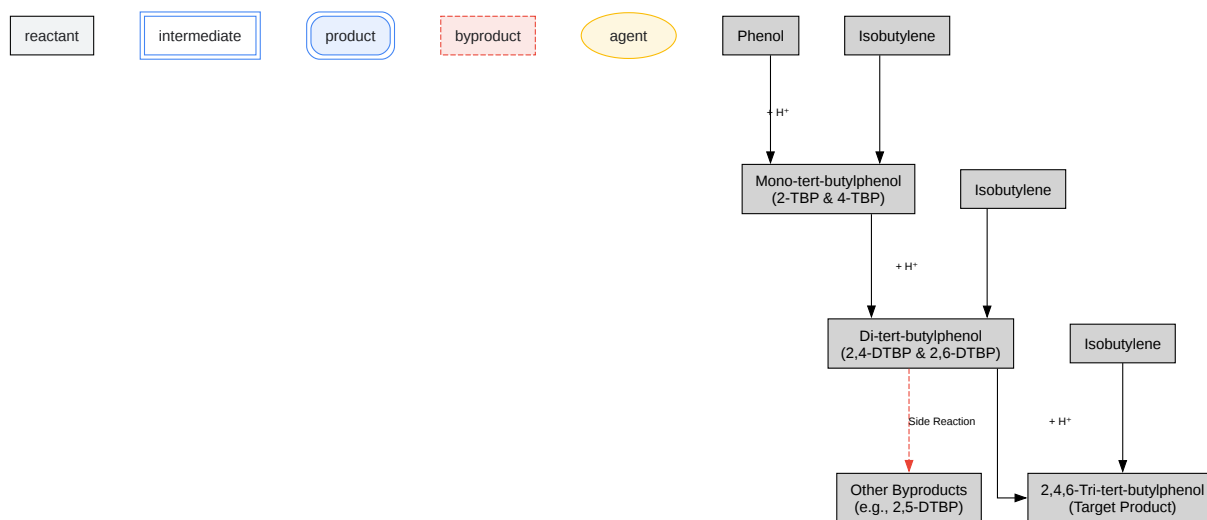 reactant
intermediate
product
byproduct
agent
Phenol
Isobutylene
+ H⁺
Mono-tert-butylphenol
(2-TBP & 4-TBP)
Isobutylene
+ H⁺
Di-tert-butylphenol
(2,4-DTBP & 2,6-DTBP)
Isobutylene
Side Reaction
+ H⁺
Other Byproducts
(e.g., 2,5-DTBP)
2,4,6-Tri-tert-butylphenol
(Target Product)